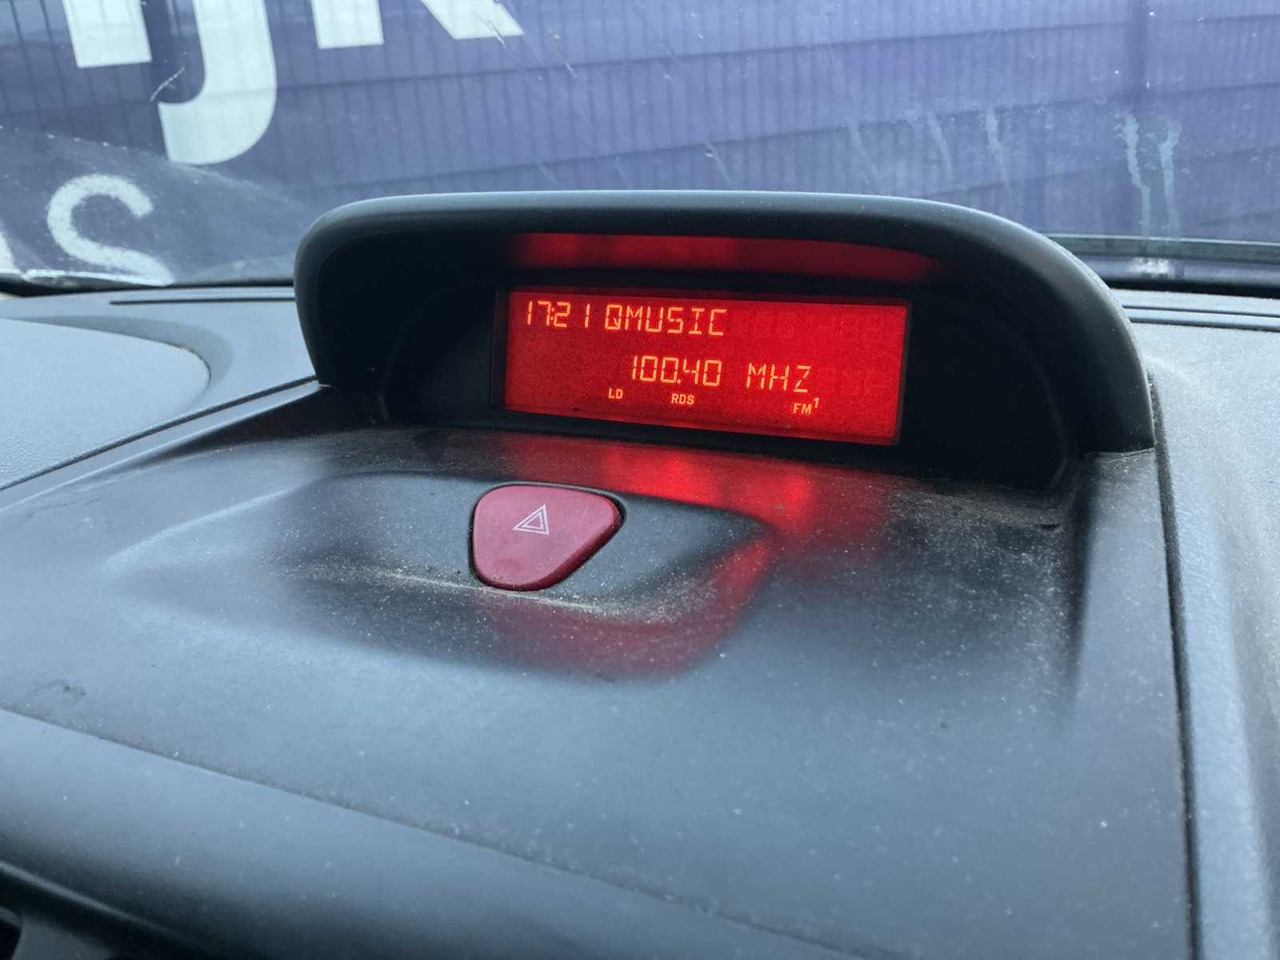 17:21 QMUSIC
100.40 MHZ
LD RDS FM1